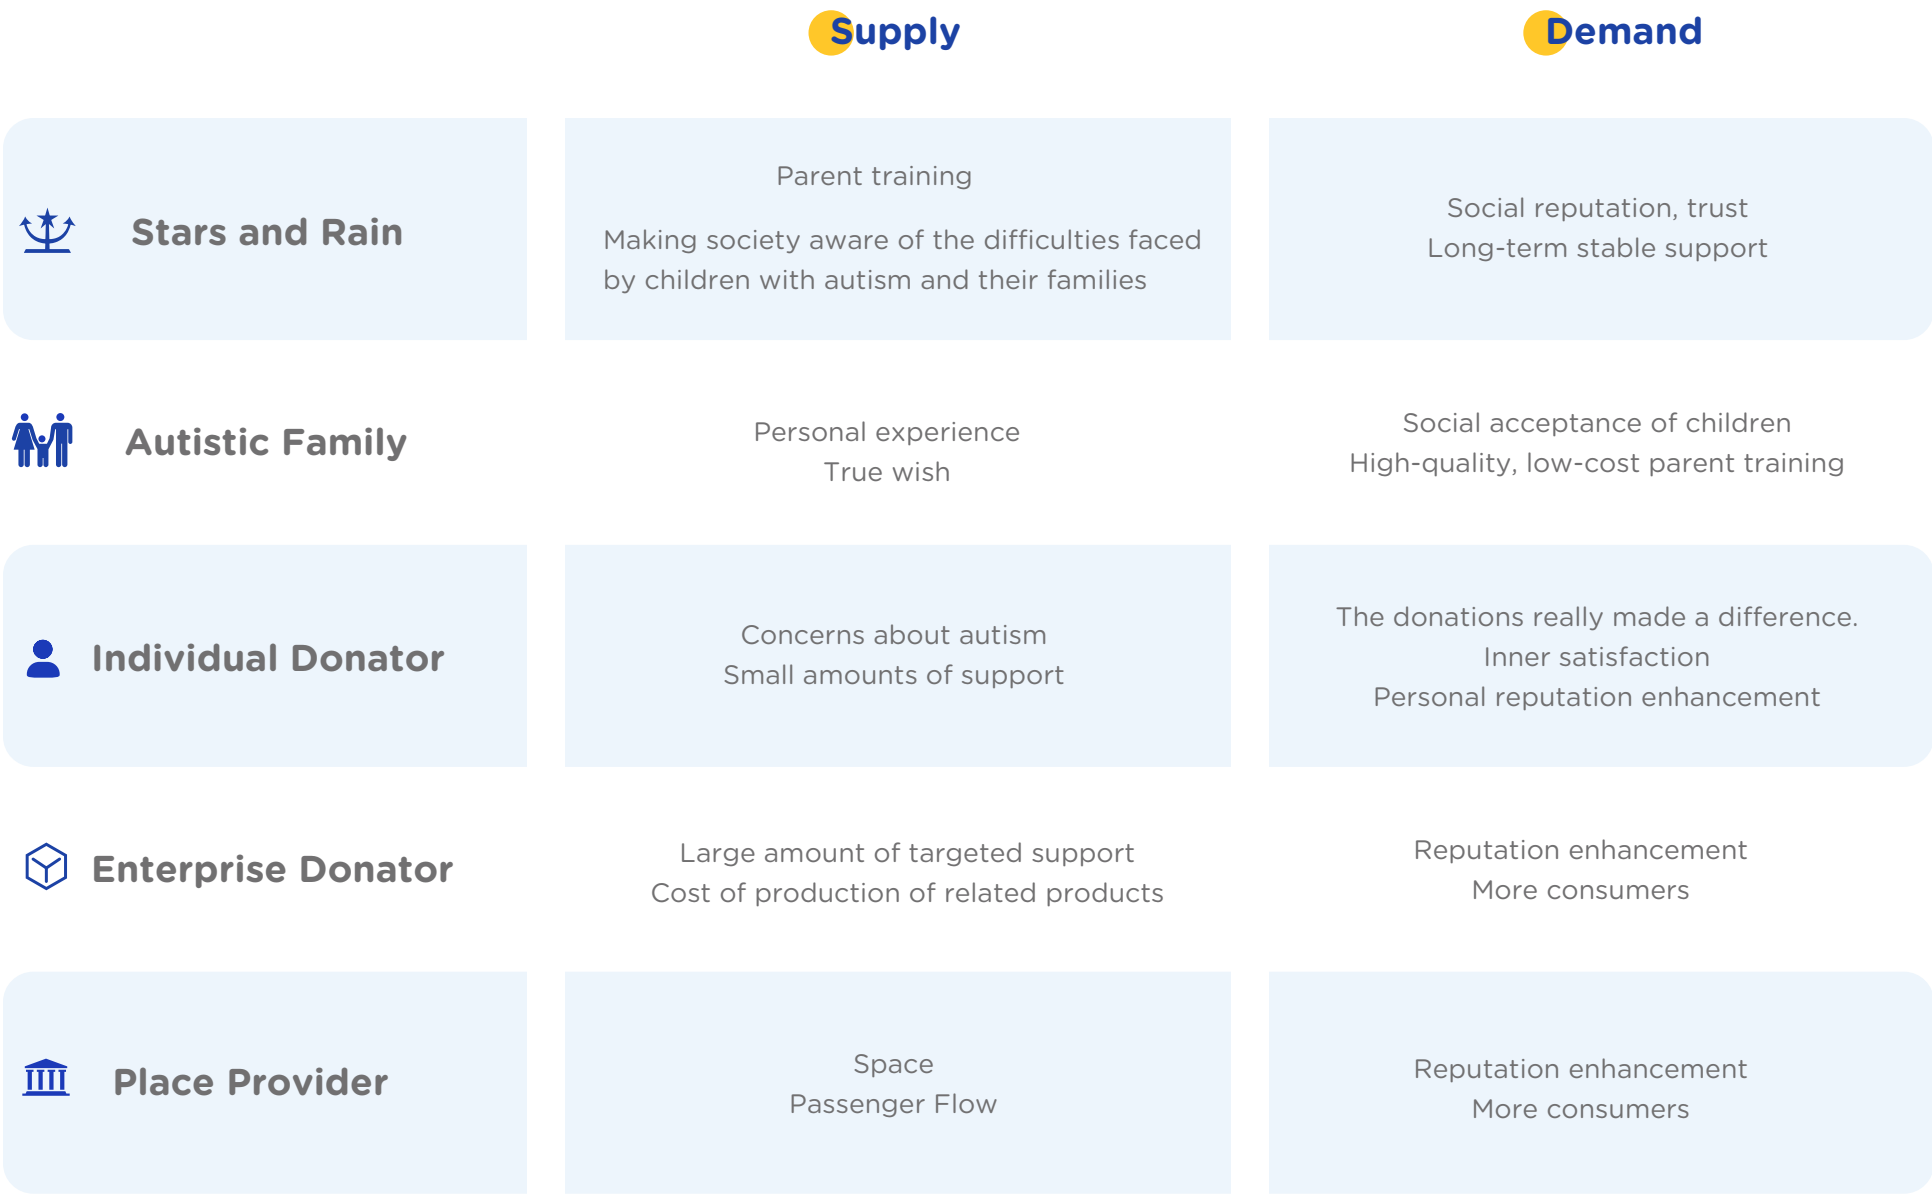 Supply
Demand
Stars and Rain
Parent training
Making society aware of the difficulties faced
by children with autism and their families
Social reputation, trust
Long-term stable support
Autistic Family
Personal experience
True wish
Social acceptance of children
High-quality, low-cost parent training
Individual Donator
Concerns about autism
Small amounts of support
The donations really made a difference.
Inner satisfaction
Personal reputation enhancement
Enterprise Donator
Large amount of targeted support
Cost of production of related products
Reputation enhancement
More consumers
Place Provider
Space
Passenger Flow
Reputation enhancement
More consumers